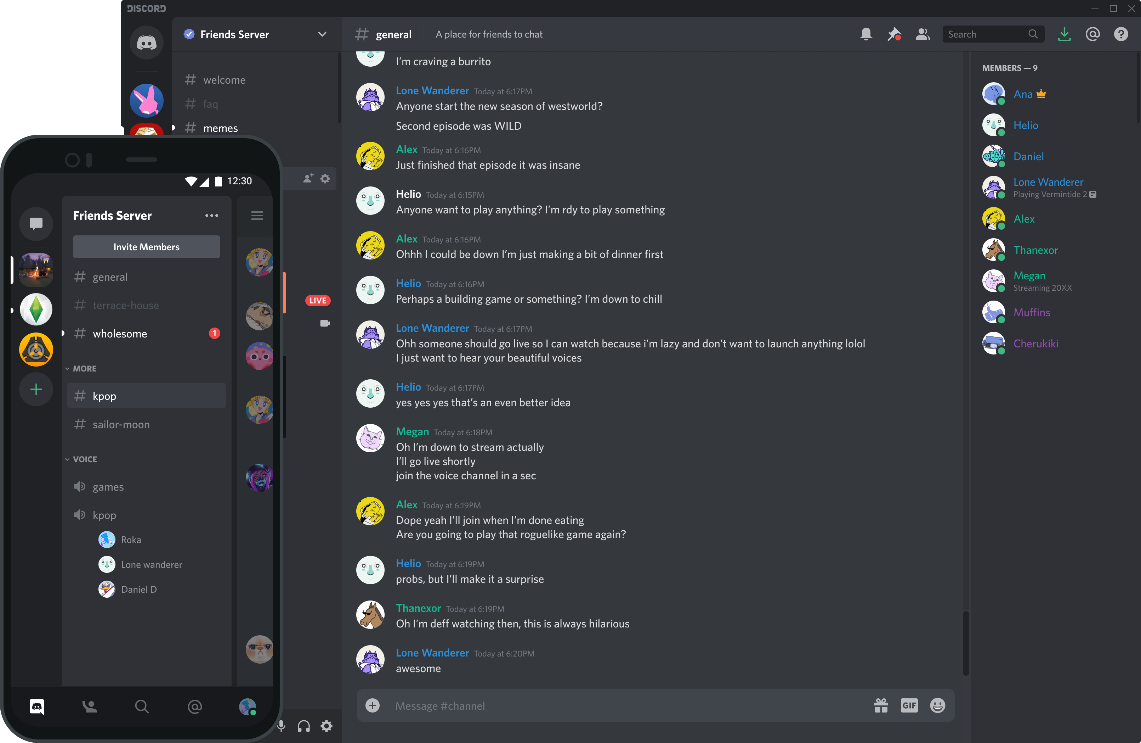 DISCORD
Friends Server
general
A place for friends to chat
Search
welcome
faq
memes
I'm craving a burrito
Lone Wanderer Today at 6:17PM
Anyone start the new season of westworld?
Second episode was WILD
Alex Today at 6:16PM
Just finished that episode it was insane
Helio Today at 6:15PM
Anyone want to play anything? I'm rdy to play something
Alex Today at 6:16PM
Ohhh I could be down I'm just making a bit of dinner first
Helio Today at 6:16PM
Perhaps a building game or something? I'm down to chill
Lone Wanderer Today at 6:17PM
Ohh someone should go live so I can watch because i'm lazy and don't want to launch anything lolol
I just want to hear your beautiful voices
Helio Today at 6:17PM
yes yes yes that's an even better idea
Megan Today at 6:18PM
Oh I'm down to stream actually
I'll go live shortly
join the voice channel in a sec
Alex Today at 6:19PM
Dope yeah I'll join when I'm done eating
Are you going to play that roguelike game again?
Helio Today at 6:19PM
probs, but I'll make it a surprise
Thanexor Today at 6:19PM
Oh I'm deff watching then, this is always hilarious
Lone Wanderer Today at 6:20PM
awesome
Message #channel
GIF
MEMBERS — 9
Ana
Helio
Daniel
Lone Wanderer
Playing Vermintide 2
Alex
Thanexor
Megan
Streaming 20XX
Muffins
Cherukiki
LIVE
12:30
Friends Server
Invite Members
general
terrace-house
wholesome 1
MORE
kpop
sailor-moon
VOICE
games
kpop
Roka
Lone wanderer
Daniel D